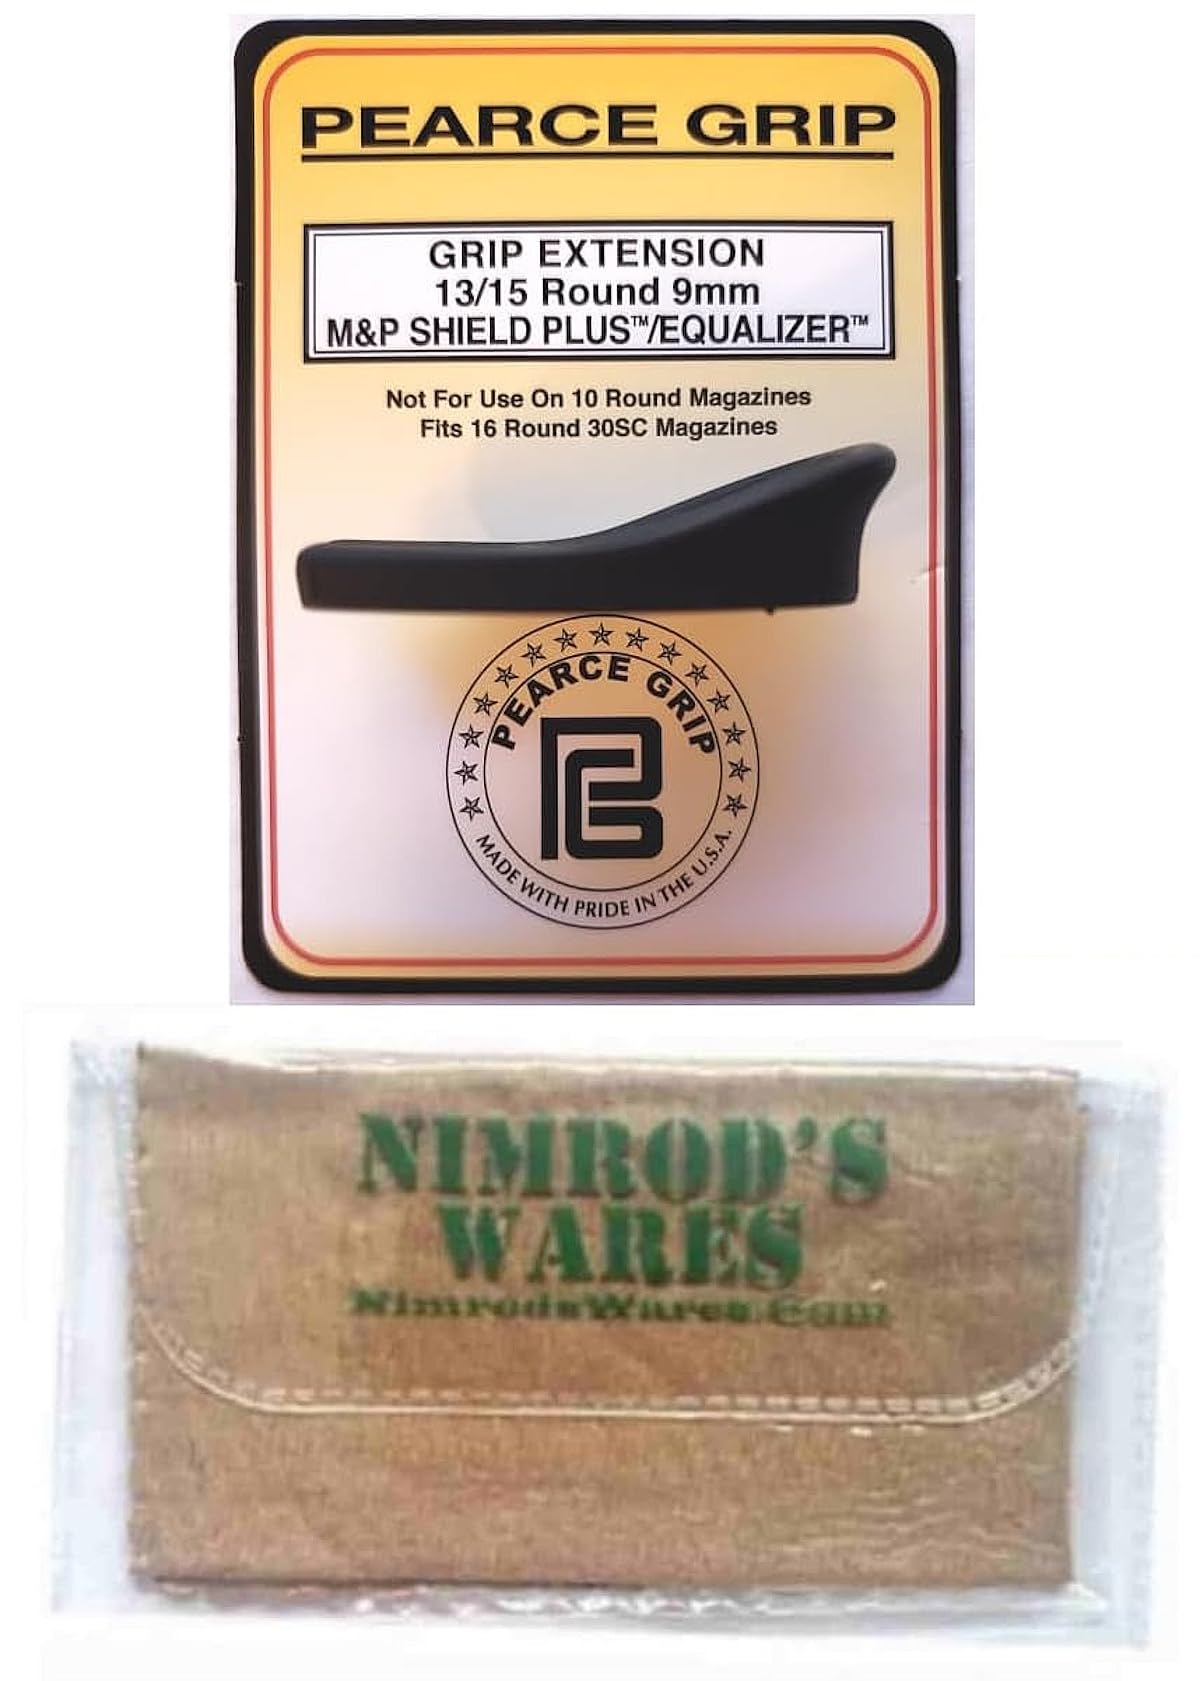 PEARCE GRIP
GRIP EXTENSION
13/15 Round 9mm
M&P SHIELD PLUS™/EQUALIZER™
Not For Use On 10 Round Magazines
Fits 16 Round 30SC Magazines
PEARCE GRIP
PG
MADE WITH PRIDE IN THE U.S.A.
NIMROD'S
WARES
NimrodsWares.Com